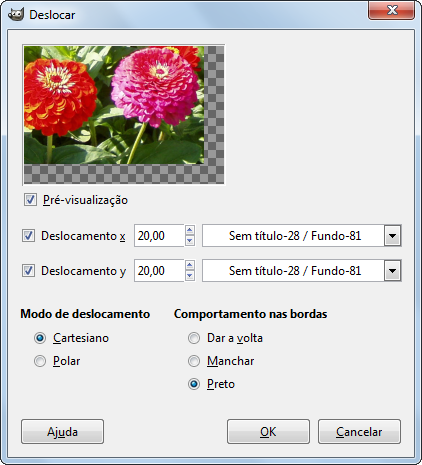 Deslocar
Pré-visualização
Deslocamento x 20,00 Sem título-28 / Fundo-81
Deslocamento y 20,00 Sem título-28 / Fundo-81
Modo de deslocamento Comportamento nas bordas
Cartesiano Dar a volta
Polar Manchar
Preto
Ajuda OK Cancelar